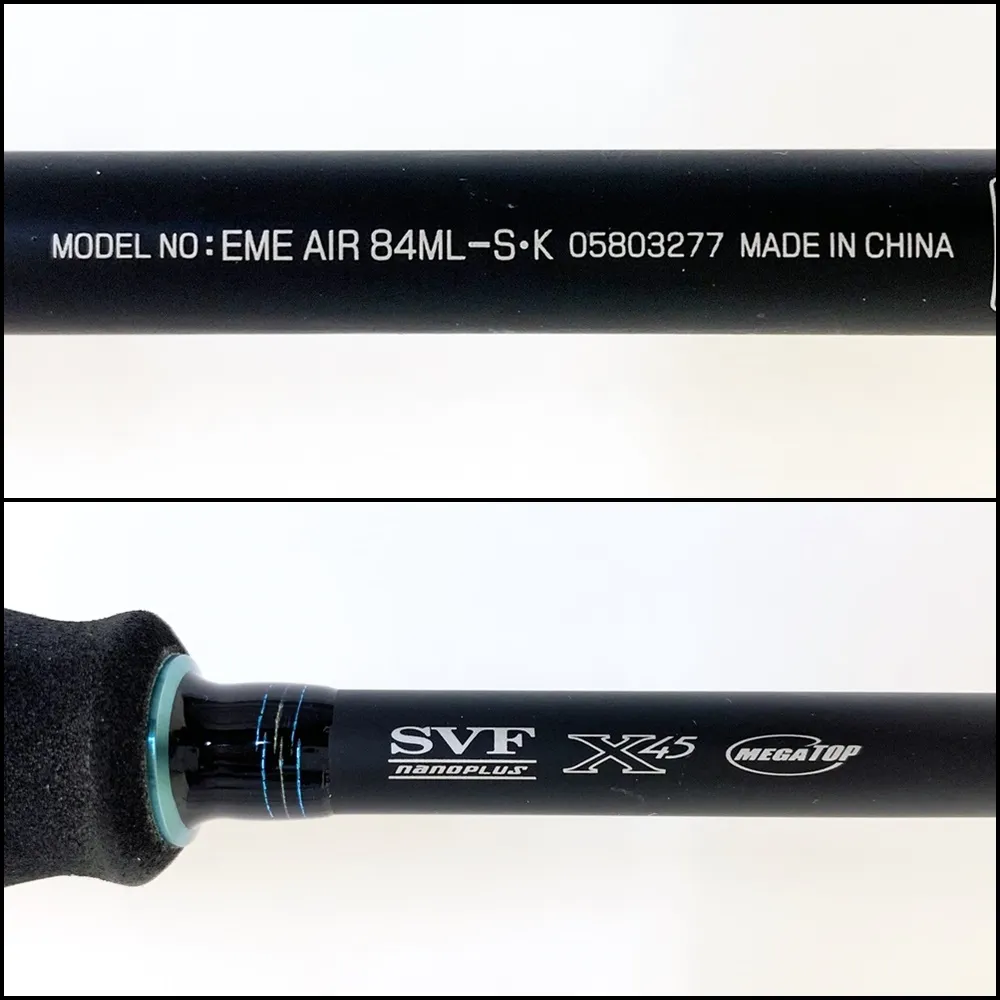 MODEL NO: EME AIR 84ML-S・K 05803277 MADE IN CHINA
SVF X45 MEGATOP
nanoPLUS